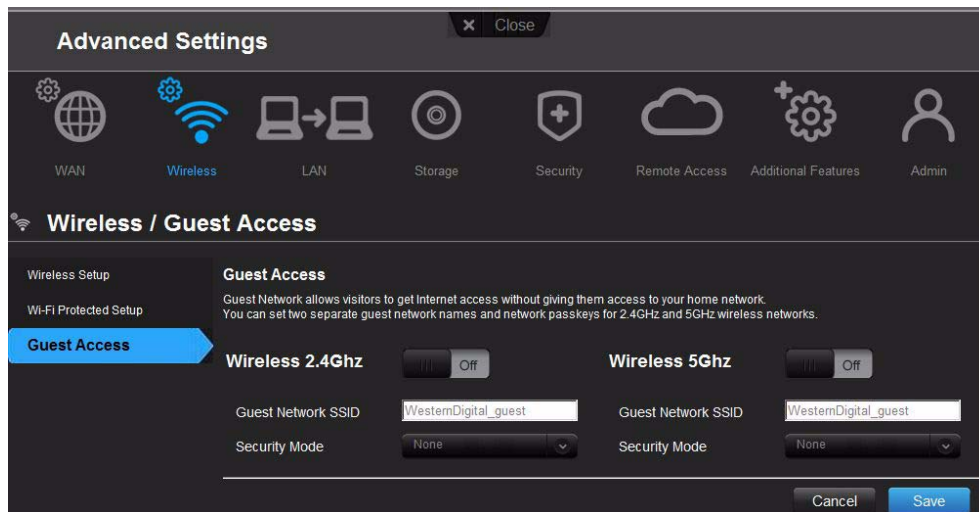 Advanced Settings
Close
WAN
Wireless
LAN
Storage
Security
Remote Access
Additional Features
Admin
Wireless / Guest Access
Wireless Setup
Wi-Fi Protected Setup
Guest Access
Guest Access
Guest Network allows visitors to get Internet access without giving them access to your home network.
You can set two separate guest network names and network passkeys for 2.4GHz and 5GHz wireless networks.
Wireless 2.4Ghz Off
Guest Network SSID WesternDigital_guest
Security Mode None
Wireless 5Ghz Off
Guest Network SSID WesternDigital_guest
Security Mode None
Cancel Save